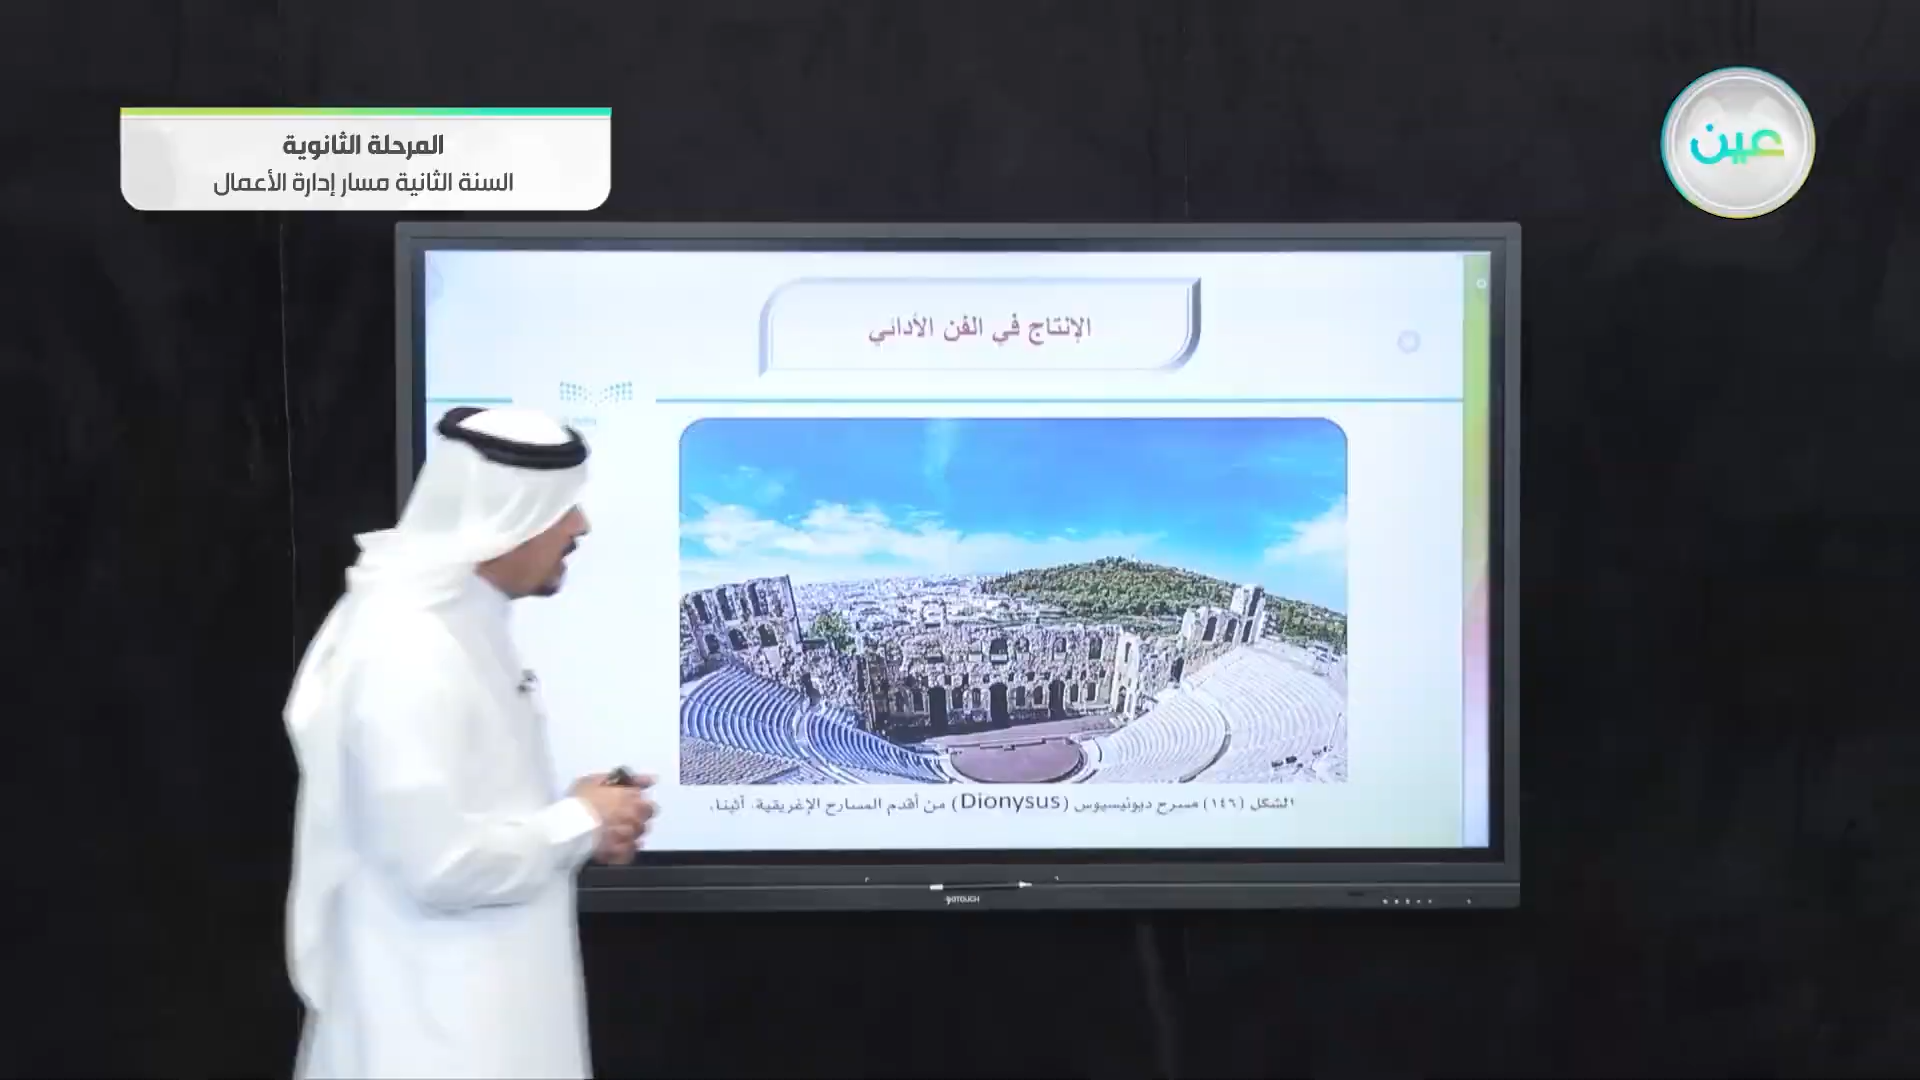 المرحلة الثانوية
السنة الثانية مسار إدارة الأعمال
عين
الإنتاج في الفن الأدائي
الشكل (١٤٦) مسرح ديونيسيوس (Dionysus) من أقدم المسارح الإغريقية، أثينا.